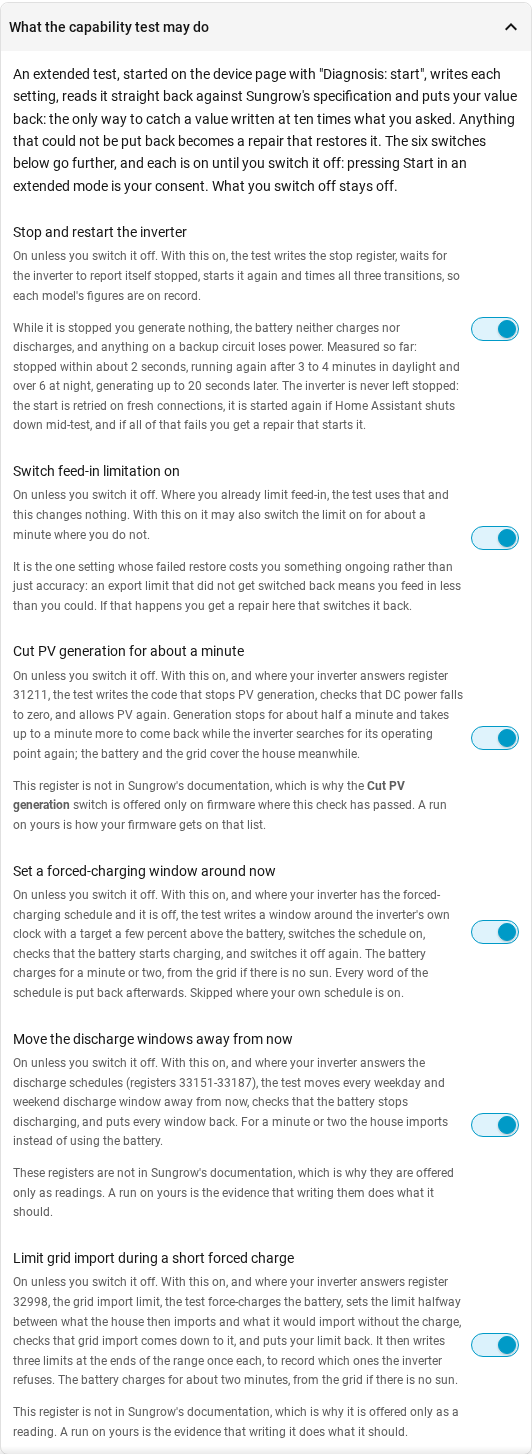 What the capability test may do
An extended test, started on the device page with "Diagnosis: start", writes each
setting, reads it straight back against Sungrow's specification and puts your value
back: the only way to catch a value written at ten times what you asked. Anything
that could not be put back becomes a repair that restores it. The six switches
below go further, and each is on until you switch it off: pressing Start in an
extended mode is your consent. What you switch off stays off.
Stop and restart the inverter
On unless you switch it off. With this on, the test writes the stop register, waits for
the inverter to report itself stopped, starts it again and times all three transitions, so
each model's figures are on record.
While it is stopped you generate nothing, the battery neither charges nor
discharges, and anything on a backup circuit loses power. Measured so far:
stopped within about 2 seconds, running again after 3 to 4 minutes in daylight and
over 6 at night, generating up to 20 seconds later. The inverter is never left stopped:
the start is retried on fresh connections, it is started again if Home Assistant shuts
down mid-test, and if all of that fails you get a repair that starts it.
Switch feed-in limitation on
On unless you switch it off. Where you already limit feed-in, the test uses that and
this changes nothing. With this on it may also switch the limit on for about a
minute where you do not.
It is the one setting whose failed restore costs you something ongoing rather than
just accuracy: an export limit that did not get switched back means you feed in less
than you could. If that happens you get a repair here that switches it back.
Cut PV generation for about a minute
On unless you switch it off. With this on, and where your inverter answers register
31211, the test writes the code that stops PV generation, checks that DC power falls
to zero, and allows PV again. Generation stops for about half a minute and takes
up to a minute more to come back while the inverter searches for its operating
point again; the battery and the grid cover the house meanwhile.
This register is not in Sungrow's documentation, which is why the Cut PV
generation switch is offered only on firmware where this check has passed. A run
on yours is how your firmware gets on that list.
Set a forced-charging window around now
On unless you switch it off. With this on, and where your inverter has the forced-
charging schedule and it is off, the test writes a window around the inverter's own
clock with a target a few percent above the battery, switches the schedule on,
checks that the battery starts charging, and switches it off again. The battery
charges for a minute or two, from the grid if there is no sun. Every word of the
schedule is put back afterwards. Skipped where your own schedule is on.
Move the discharge windows away from now
On unless you switch it off. With this on, and where your inverter answers the
discharge schedules (registers 33151-33187), the test moves every weekday and
weekend discharge window away from now, checks that the battery stops
discharging, and puts every window back. For a minute or two the house imports
instead of using the battery.
These registers are not in Sungrow's documentation, which is why they are offered
only as readings. A run on yours is the evidence that writing them does what it
should.
Limit grid import during a short forced charge
On unless you switch it off. With this on, and where your inverter answers register
32998, the grid import limit, the test force-charges the battery, sets the limit halfway
between what the house then imports and what it would import without the charge,
checks that grid import comes down to it, and puts your limit back. It then writes
three limits at the ends of the range once each, to record which ones the inverter
refuses. The battery charges for about two minutes, from the grid if there is no sun.
This register is not in Sungrow's documentation, which is why it is offered only as a
reading. A run on yours is the evidence that writing it does what it should.